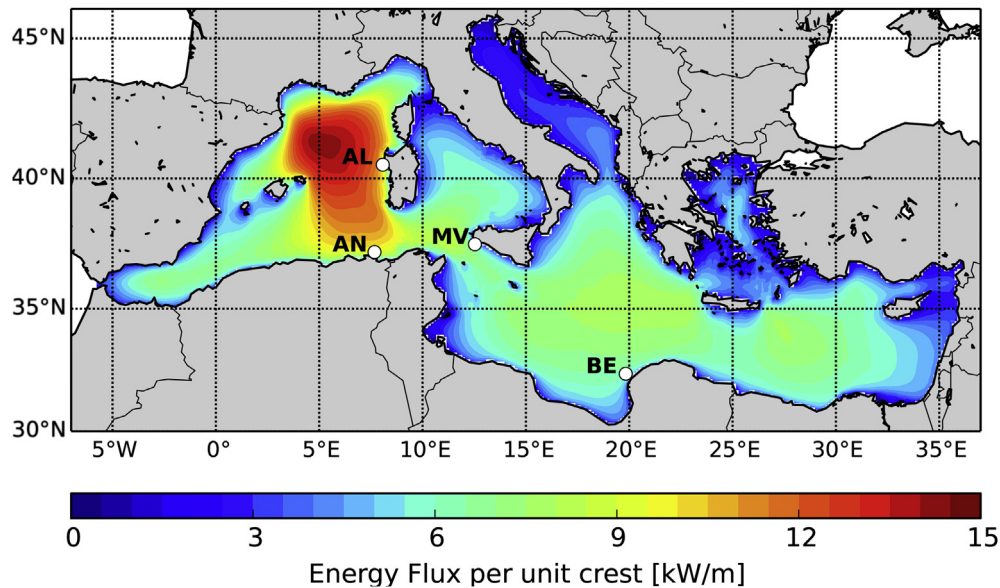 45°N
AL
40°N
AN
MV
35°N
BE
30°N
5°W 0° 5°E 10°E 15°E 20°E 25°E 30°E 35°E
0 3 6 9 12 15
Energy Flux per unit crest [kW/m]